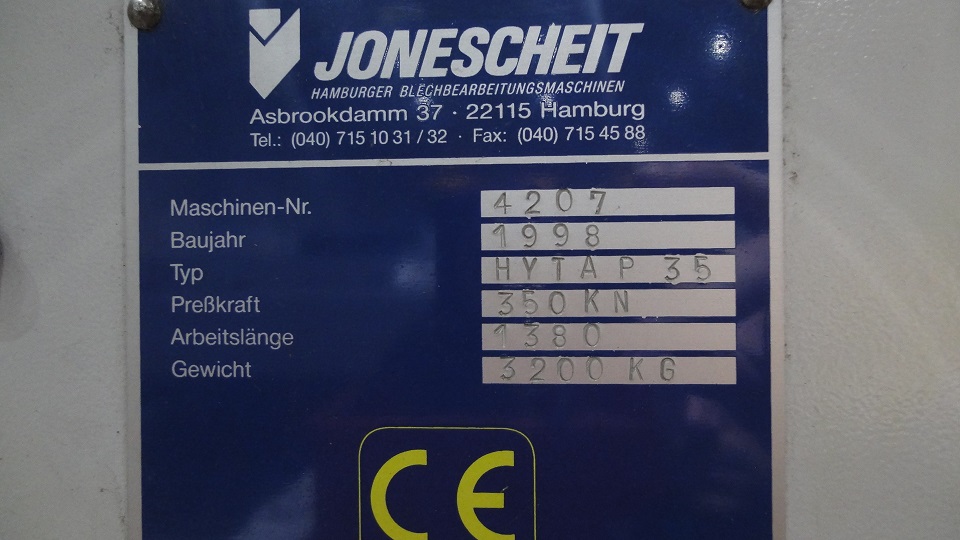 JONESCHEIT
HAMBURGER BLECHBEARBEITUNGSMASCHINEN
Asbrookdamm 37 · 22115 Hamburg
Tel.: (040) 715 10 31 / 32 · Fax: (040) 715 45 88
Maschinen-Nr. 4207
Baujahr 1998
Typ HYTAP 35
Preßkraft 350 KN
Arbeitslänge 1380
Gewicht 3200 KG
CE